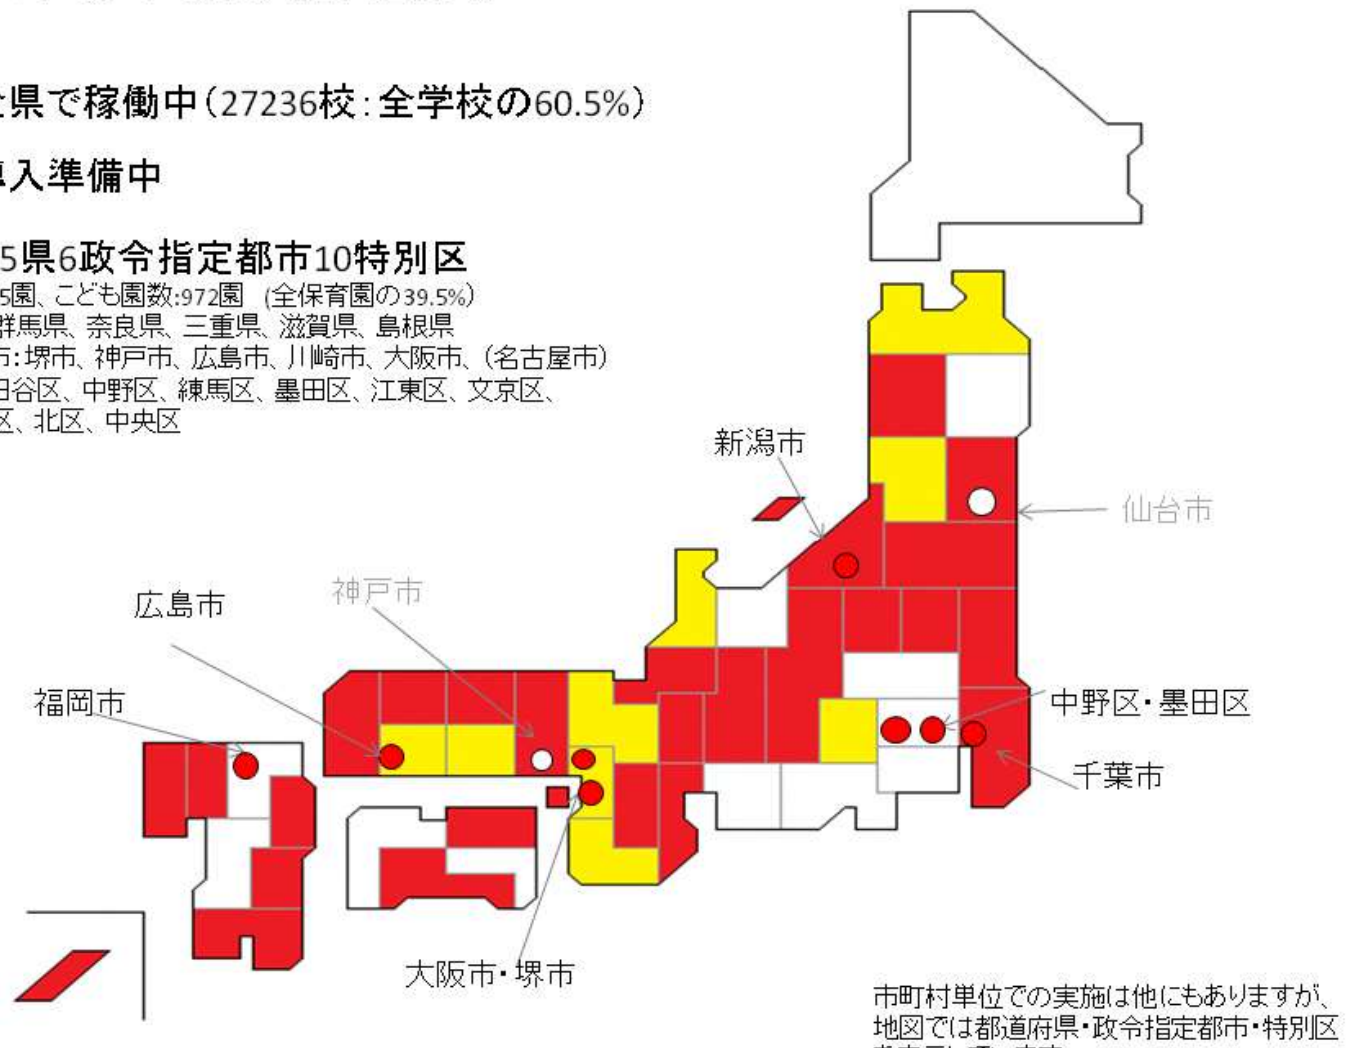 県で稼働中(27236校:全学校の60.5%)
入準備中
5県6政令指定都市10特別区
5園、こども園数:972園 (全保育園の39.5%)
群馬県、奈良県、三重県、滋賀県、島根県
市:堺市、神戸市、広島市、川崎市、大阪市、(名古屋市)
田谷区、中野区、練馬区、墨田区、江東区、文京区、
区、北区、中央区
新潟市
仙台市
神戸市
広島市
福岡市
中野区・墨田区
千葉市
大阪市・堺市
市町村単位での実施は他にもありますが、
地図では都道府県・政令指定都市・特別区